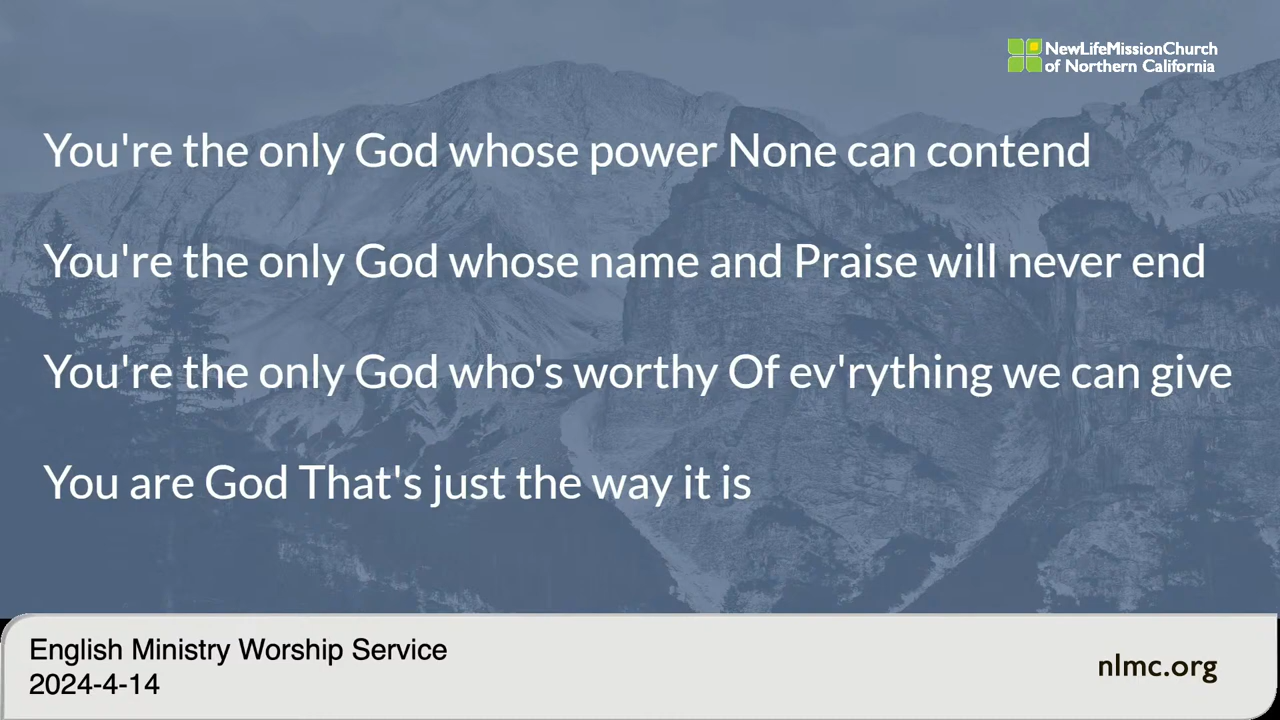 NewLifeMissionChurch
of Northern California
You're the only God whose power None can contend
You're the only God whose name and Praise will never end
You're the only God who's worthy Of ev'rything we can give
You are God That's just the way it is
English Ministry Worship Service
2024-4-14
nlmc.org